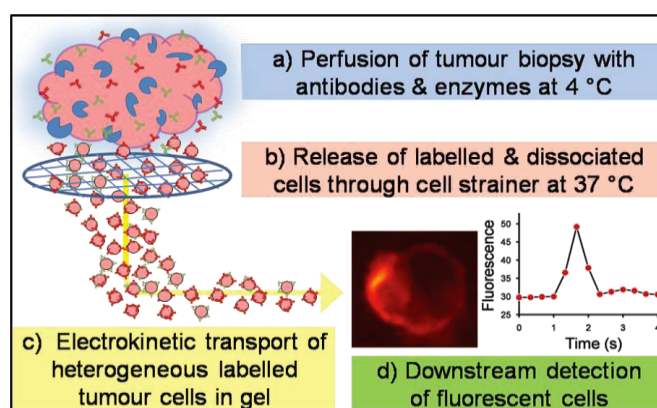 a) Perfusion of tumour biopsy with
antibodies & enzymes at 4 °C
b) Release of labelled & dissociated
cells through cell strainer at 37 °C
c) Electrokinetic transport of
heterogeneous labelled
tumour cells in gel
Fluorescence
50
45
40
35
30
25
0 1 2 3 4
Time (s)
d) Downstream detection
of fluorescent cells